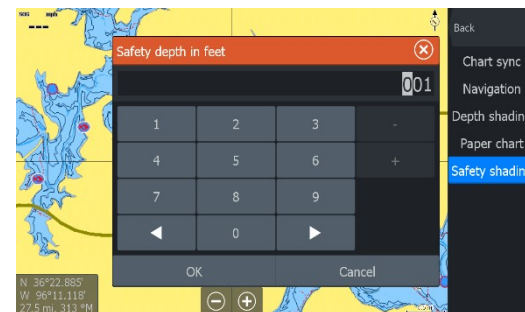 SOG mph
---
Safety depth in feet
001
1 2 3 -
4 5 6 +
7 8 9
0
OK Cancel
N 36°22.885'
W 96°11.118'
27.5 mi, 313 °M
Back
Chart sync
Navigation
Depth shadin
Paper chart
Safety shadin